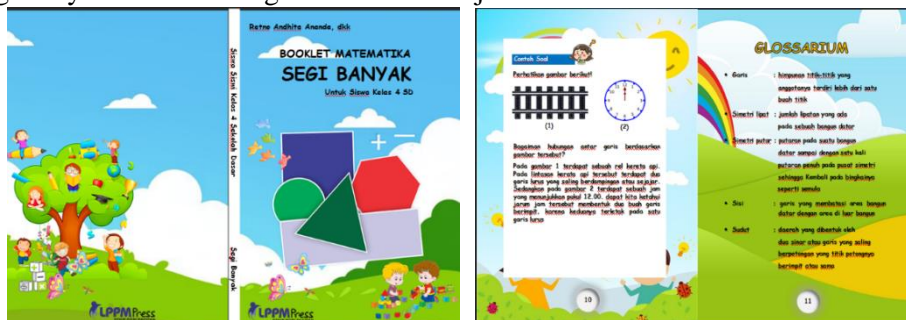 Siswa Siswi Kelas 4 Sekolah Dasar
Segi Banyak
LPPMPress
Retno Andhita Ananda, dkk
BOOKLET MATEMATIKA
SEGI BANYAK
Untuk Siswa Kelas 4 SD
LPPMPress
Contoh Soal
Perhatikan gambar berikut!
(1)
(2)
Bagaiman hubungan antar garis berdasarkan
gambar tersebut?
Pada gambar 1 terdapat sebuah rel kereta api.
Pada lintasan kereta api tersebut terdapat dua
garis lurus yang saling berdampingan atau sejajar.
Sedangkan pada gambar 2 terdapat sebuah jam
yang menunjukkan pukul 12.00. dapat kita ketahui
jarum jam tersebut membentuk dua buah garis
berimpit, karena keduanya terletak pada satu
garis lurus
10
GLOSSARIUM
• Garis : himpunan titik-titik yang
anggotanya terdiri lebih dari satu
buah titik
• Simetri lipat : jumlah lipatan yang ada
pada sebuah bangun datar
• Simetri putar : putaran pada suatu bangun
datar sampai dengan satu kali
putaran penuh pada pusat simetri
sehingga Kembali pada bingkainya
seperti semula
• Sisi : garis yang membatasi area bangun
datar dengan area di luar bangun
• Sudut : daerah yang dibentuk oleh
dua sinar atau garis yang saling
berpotongan yang titik potongnya
berimpit atau sama
11